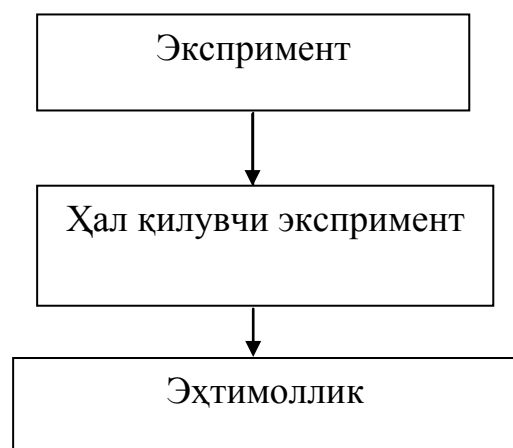 Экспримент
Ҳал қилувчи экспримент
Эҳтимоллик